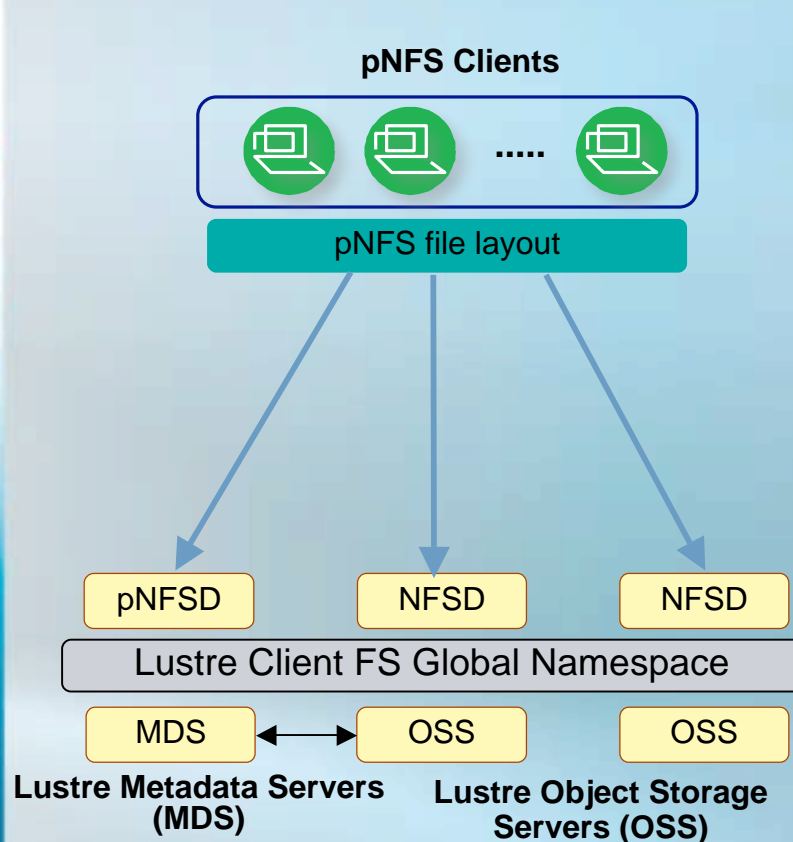 pNFS Clients
.....
pNFS file layout
pNFSD NFSD NFSD
Lustre Client FS Global Namespace
MDS OSS OSS
Lustre Metadata Servers
(MDS)
Lustre Object Storage
Servers (OSS)